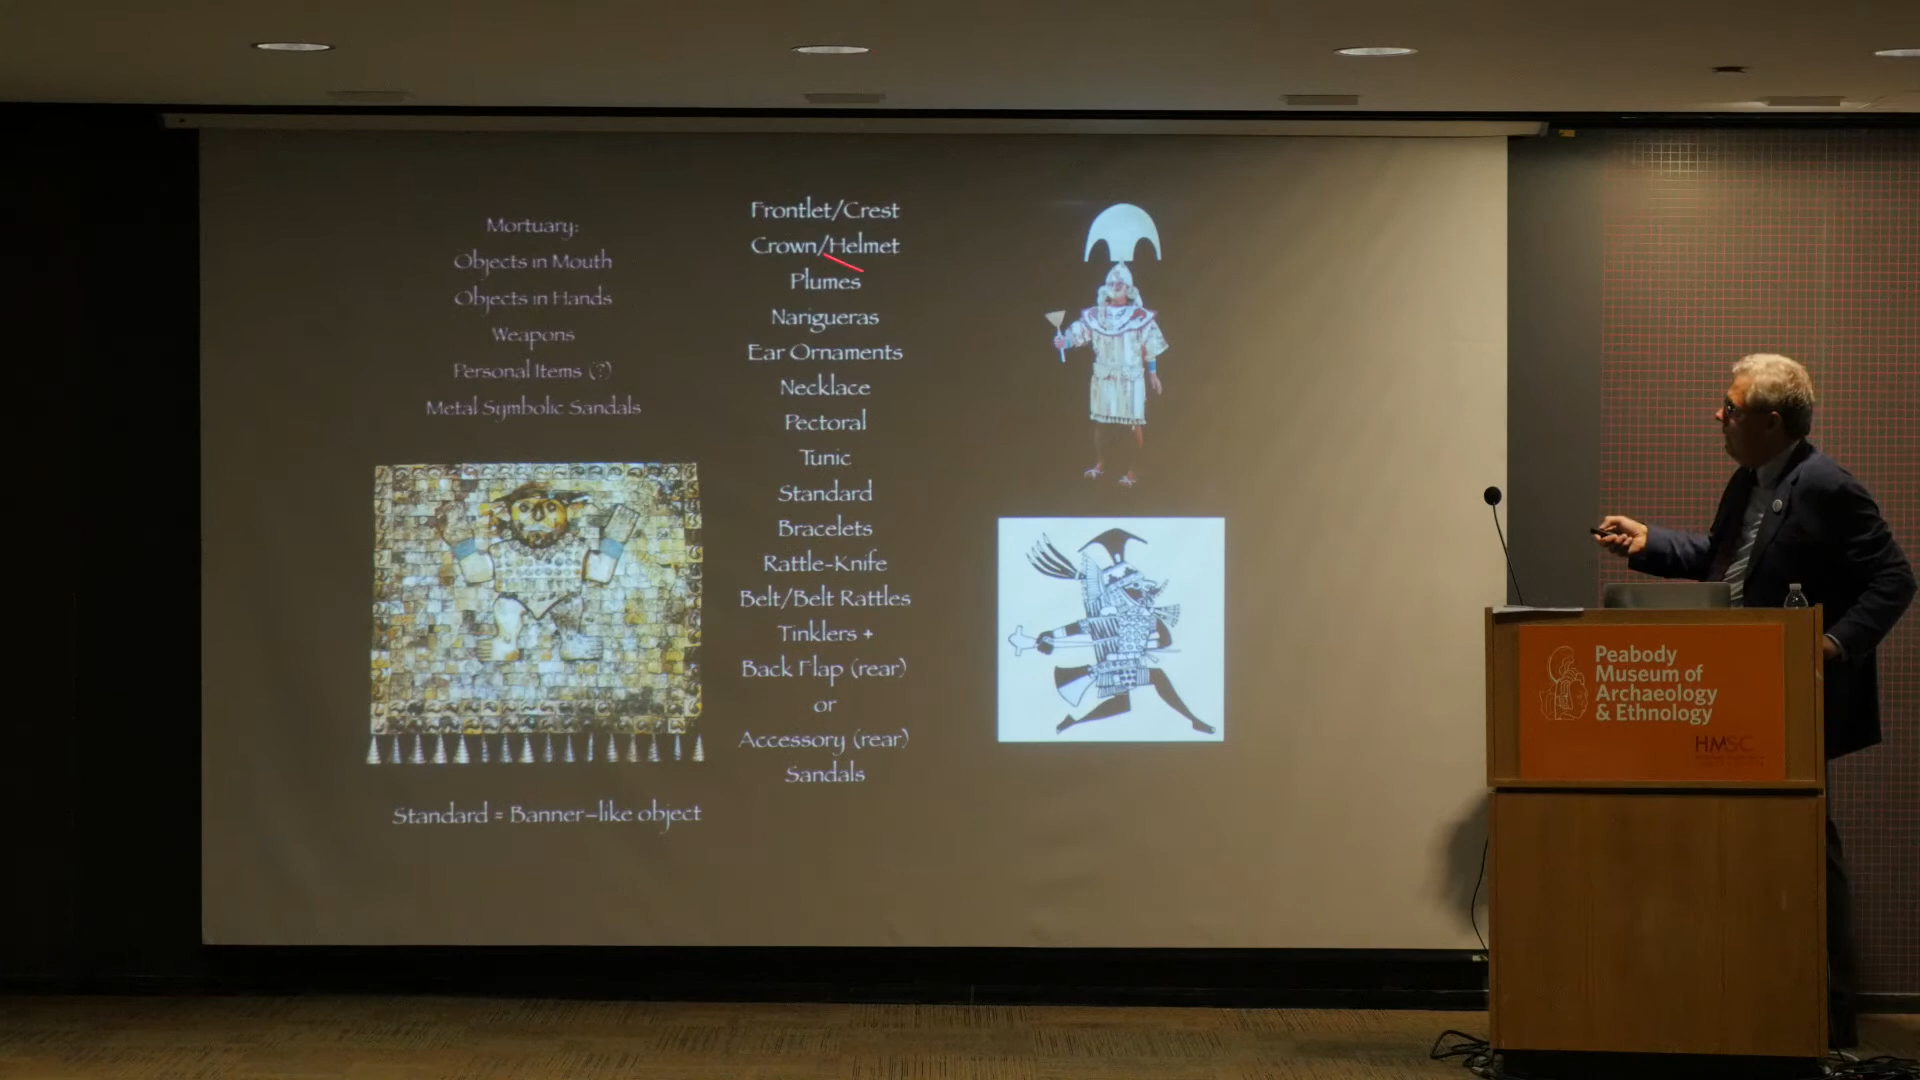 Mortuary:
Objects in Mouth
Objects in Hands
Weapons
Personal Items (?)
Metal Symbolic Sandals
Standard = Banner-like object
Frontlet/Crest
Crown/Helmet
Plumes
Narigueras
Ear Ornaments
Necklace
Pectoral
Tunic
Standard
Bracelets
Rattle-Knife
Belt/Belt Rattles
Tinklers +
Back Flap (rear)
or
Accessory (rear)
Sandals
Peabody
Museum of
Archaeology
& Ethnology
HMSC